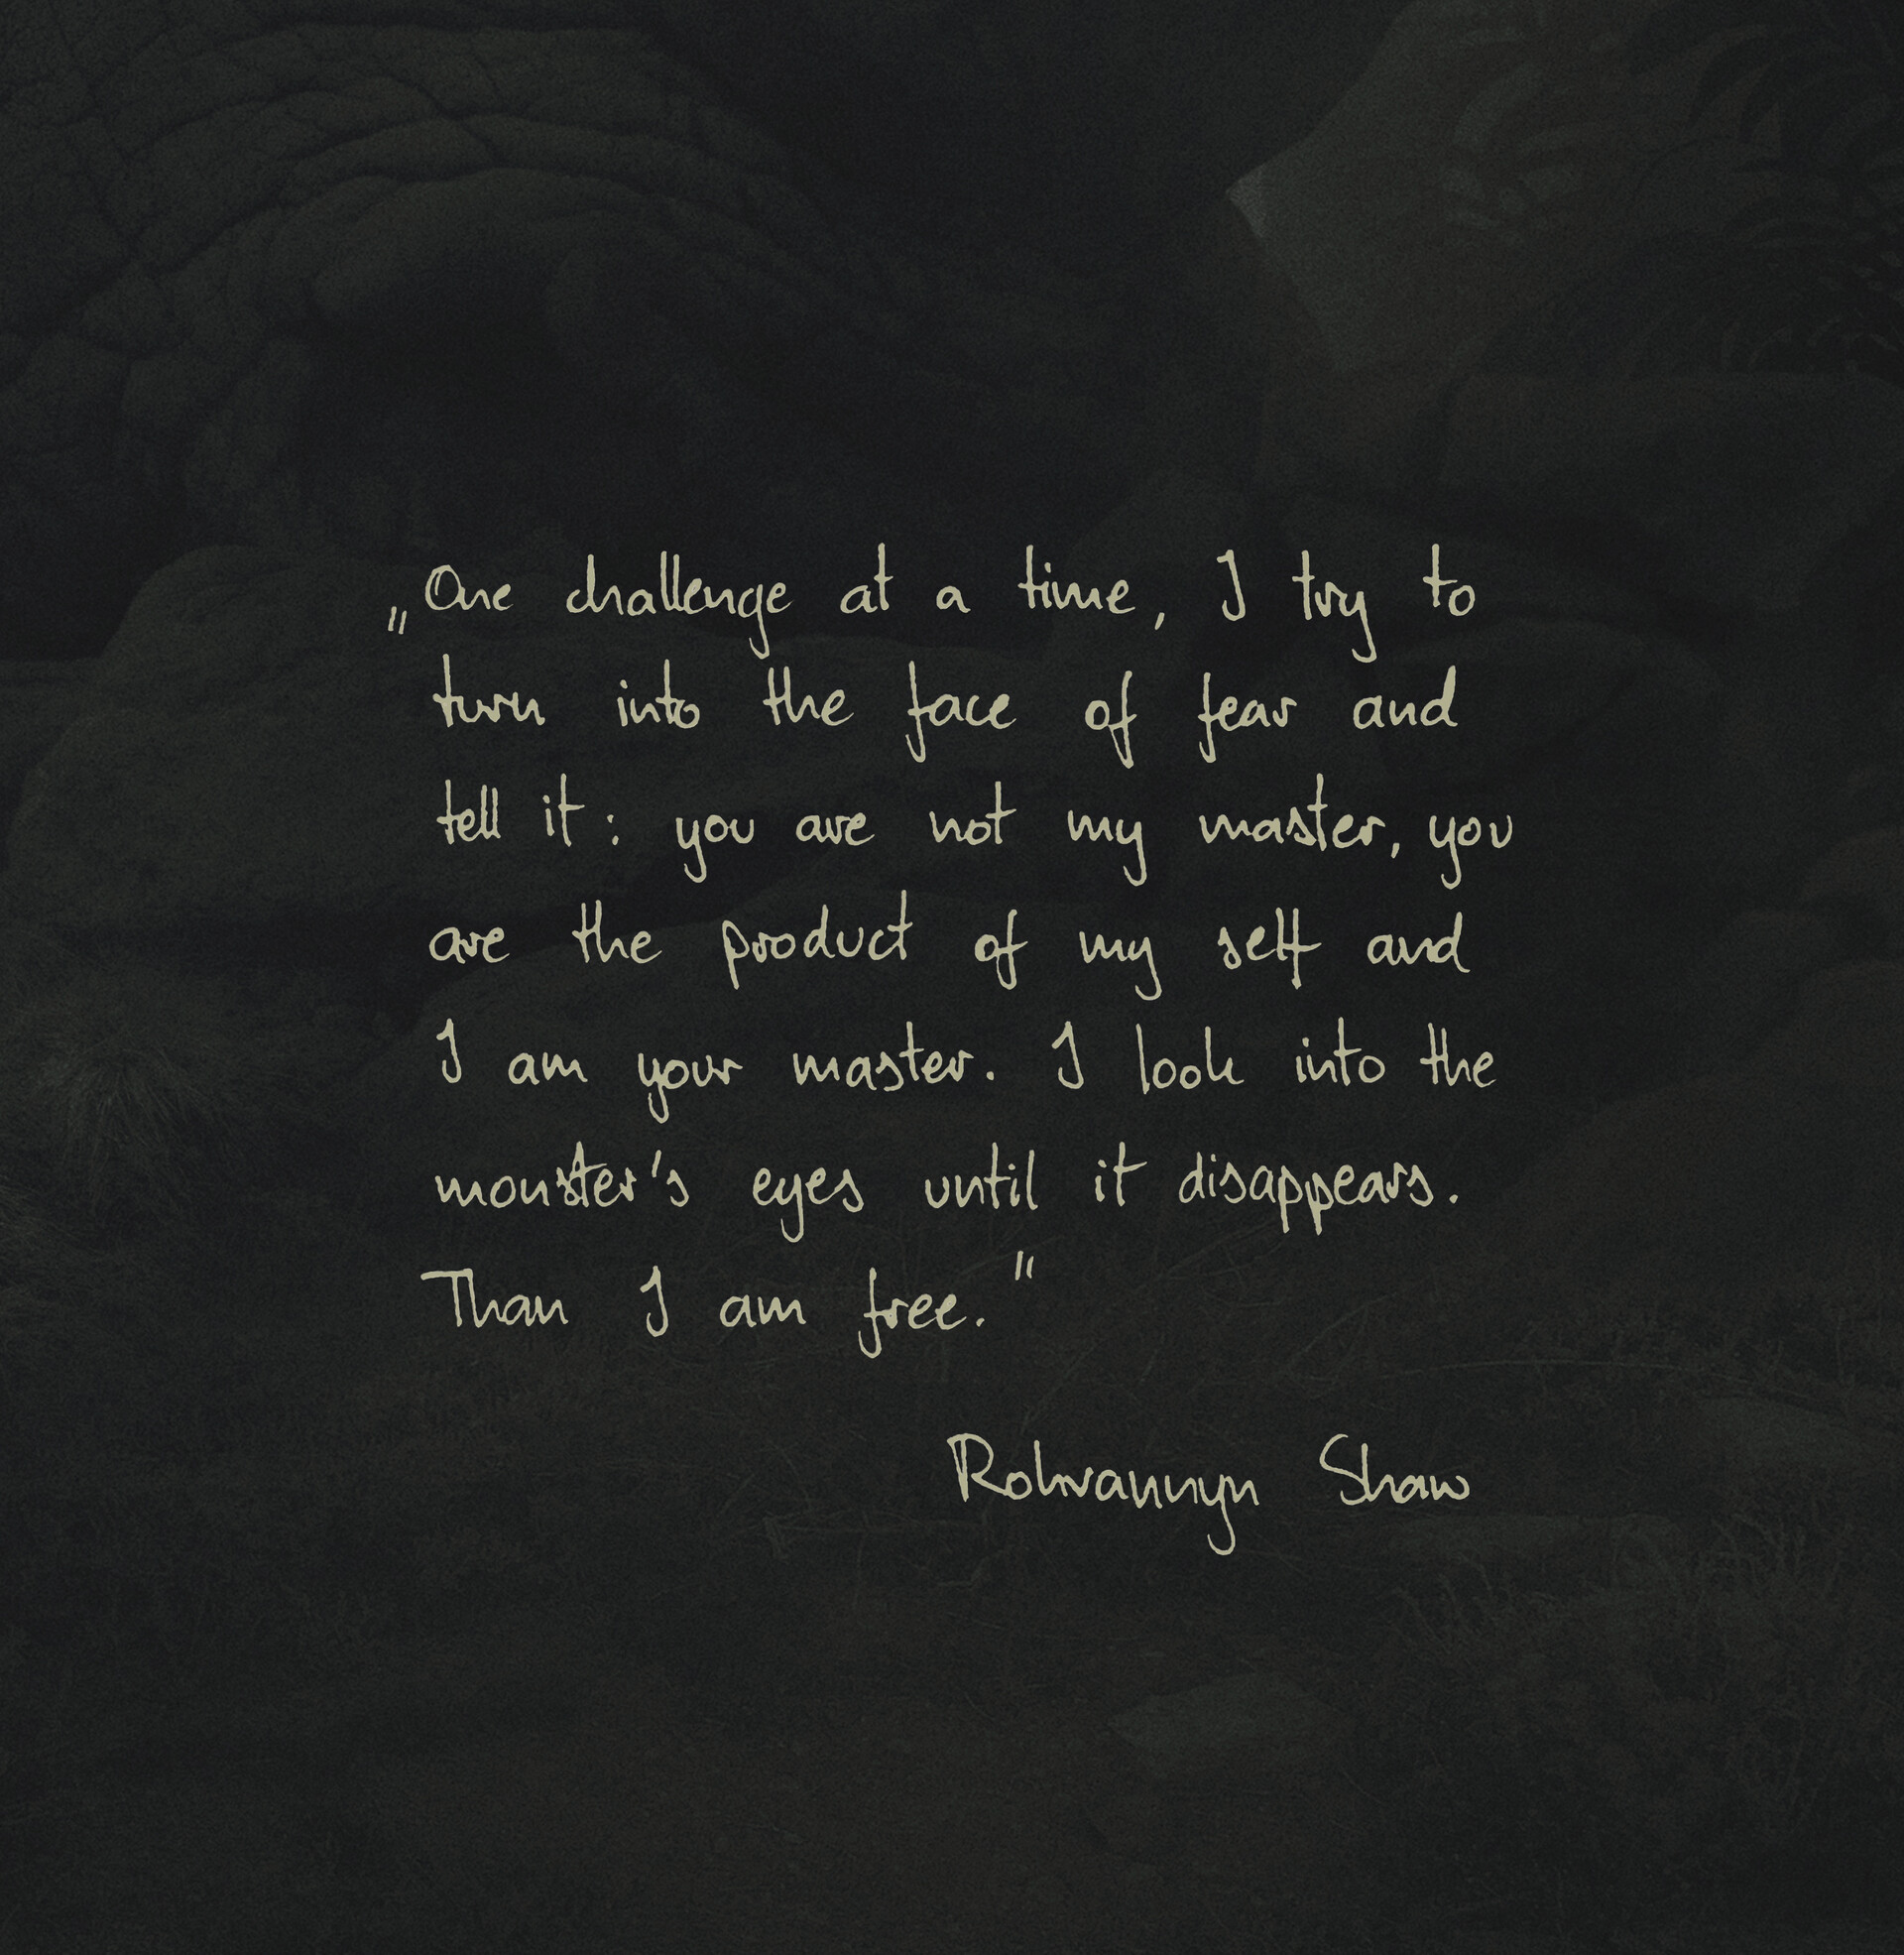 „One challenge at a time, I try to
turn into the face of fear and
tell it: you are not my master, you
are the product of my self and
I am your master. I look into the
monster's eyes until it disappears.
Than I am free."
Rohvannyn Shaw